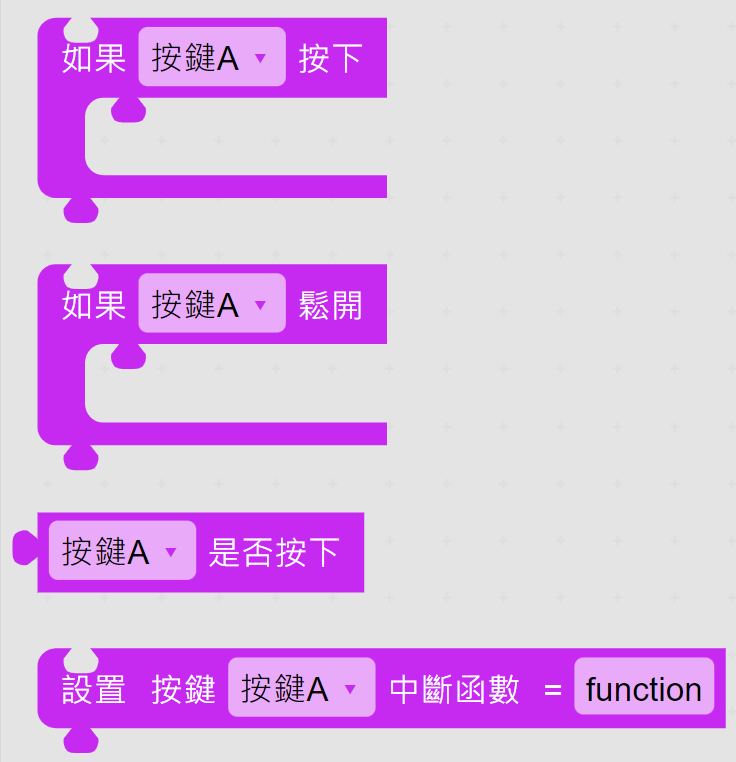 如果 按鍵A 按下
如果 按鍵A 鬆開
按鍵A 是否按下
設置 按鍵 按鍵A 中斷函數 = function